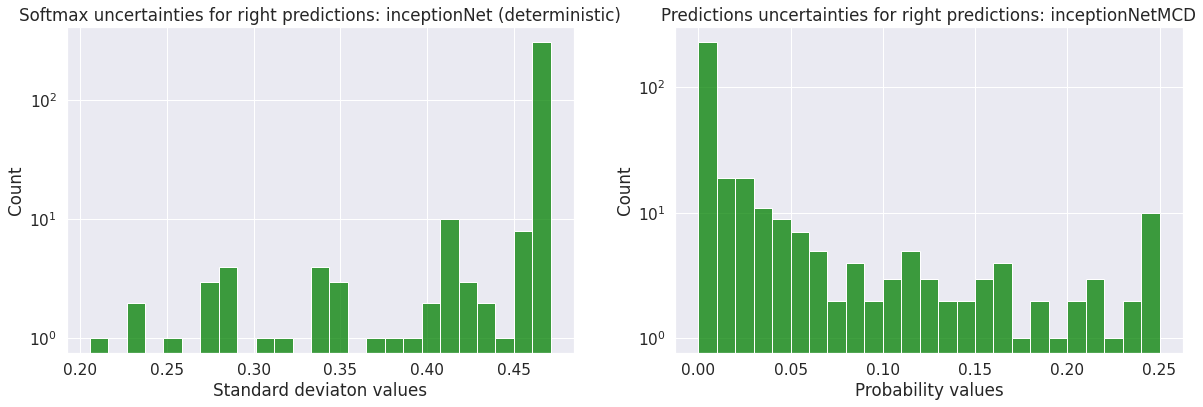 Softmax uncertainties for right predictions: inceptionNet (deterministic)
Count
10²
10¹
10⁰
0.20 0.25 0.30 0.35 0.40 0.45
Standard deviaton values
Predictions uncertainties for right predictions: inceptionNetMCD
Count
10²
10¹
10⁰
0.00 0.05 0.10 0.15 0.20 0.25
Probability values